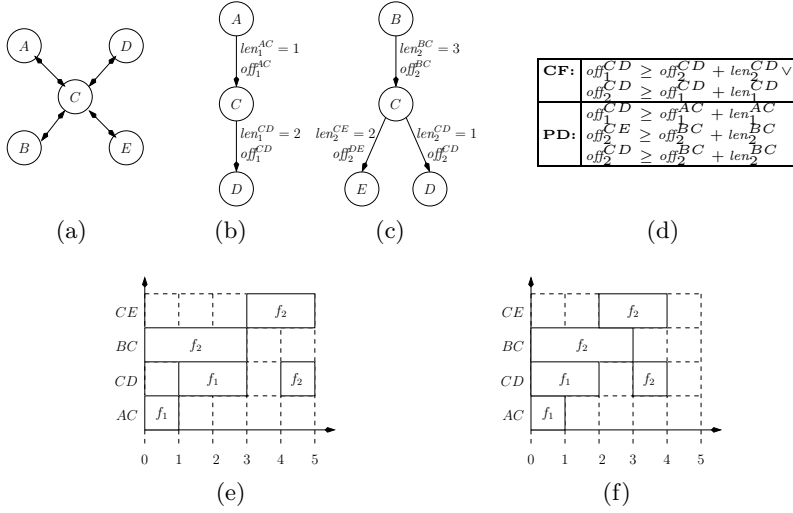 A
D
C
B
E
(a)
A
len_1^{AC} = 1
off_1^{AC}
C
len_1^{CD} = 2
off_1^{CD}
D
(b)
B
len_2^{BC} = 3
off_2^{BC}
C
len_2^{CE} = 2
off_2^{DE}
len_2^{CD} = 1
off_2^{CD}
E
D
(c)
CF: off_1^{CD} ≥ off_2^{CD} + len_2^{CD} ∨
off_2^{CD} ≥ off_1^{CD} + len_1^{CD}
PD: off_1^{CD} ≥ off_1^{AC} + len_1^{AC}
off_2^{CE} ≥ off_2^{BC} + len_2^{BC}
off_2^{CD} ≥ off_2^{BC} + len_2^{BC}
(d)
CE f_2
BC f_2
CD f_1 f_2
AC f_1
0 1 2 3 4 5
(e)
CE f_2
BC f_2
CD f_1 f_2
AC f_1
0 1 2 3 4 5
(f)